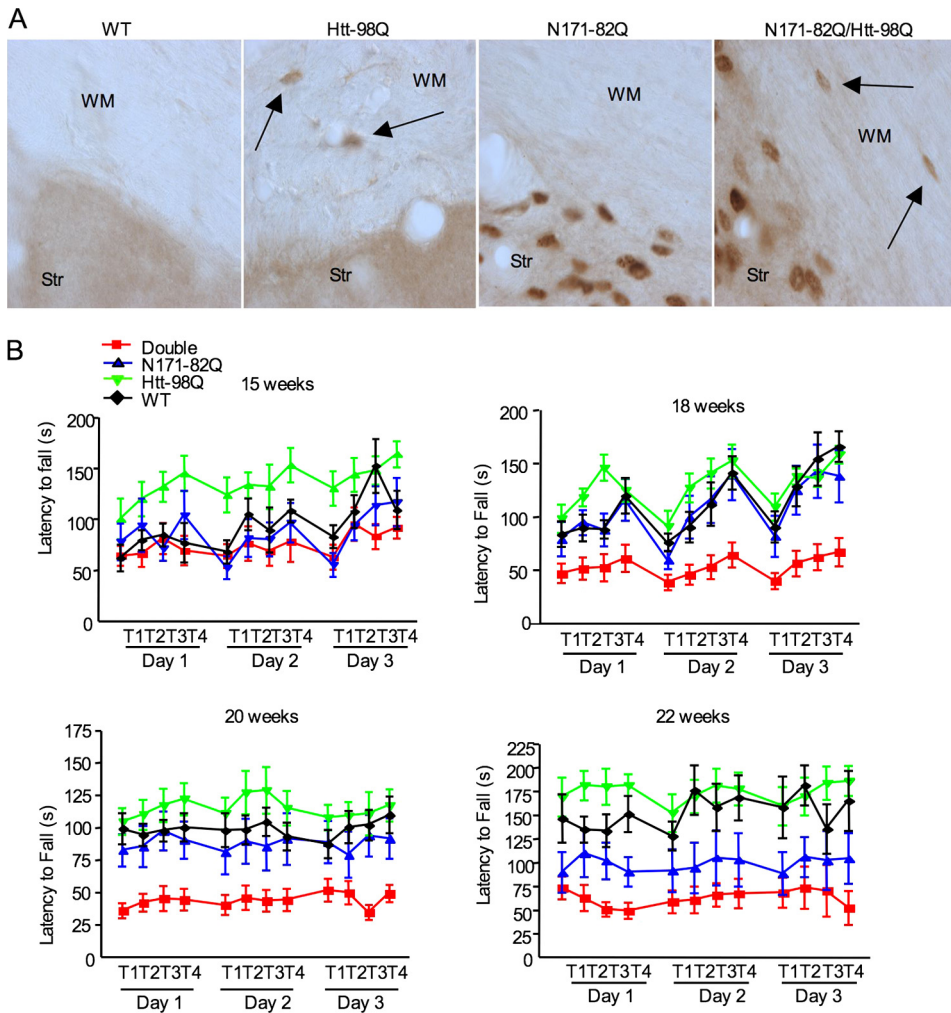 A
WT Htt-98Q N171-82Q N171-82Q/Htt-98Q
WM WM WM WM
Str Str Str Str
B
Double
N171-82Q
Htt-98Q
WT
15 weeks
Latency to fall (s)
200
150
100
50
0
T1T2T3T4 T1T2T3T4 T1T2T3T4
Day 1 Day 2 Day 3
18 weeks
Latency to Fall (s)
200
150
100
50
0
T1T2T3T4 T1T2T3T4 T1T2T3T4
Day 1 Day 2 Day 3
20 weeks
Latency to Fall (s)
175
150
125
100
75
50
25
0
T1T2T3T4 T1T2T3T4 T1T2T3T4
Day 1 Day 2 Day 3
22 weeks
Latency to Fall (s)
225
200
175
150
125
100
75
50
25
0
T1T2T3T4 T1T2T3T4 T1T2T3T4
Day 1 Day 2 Day 3